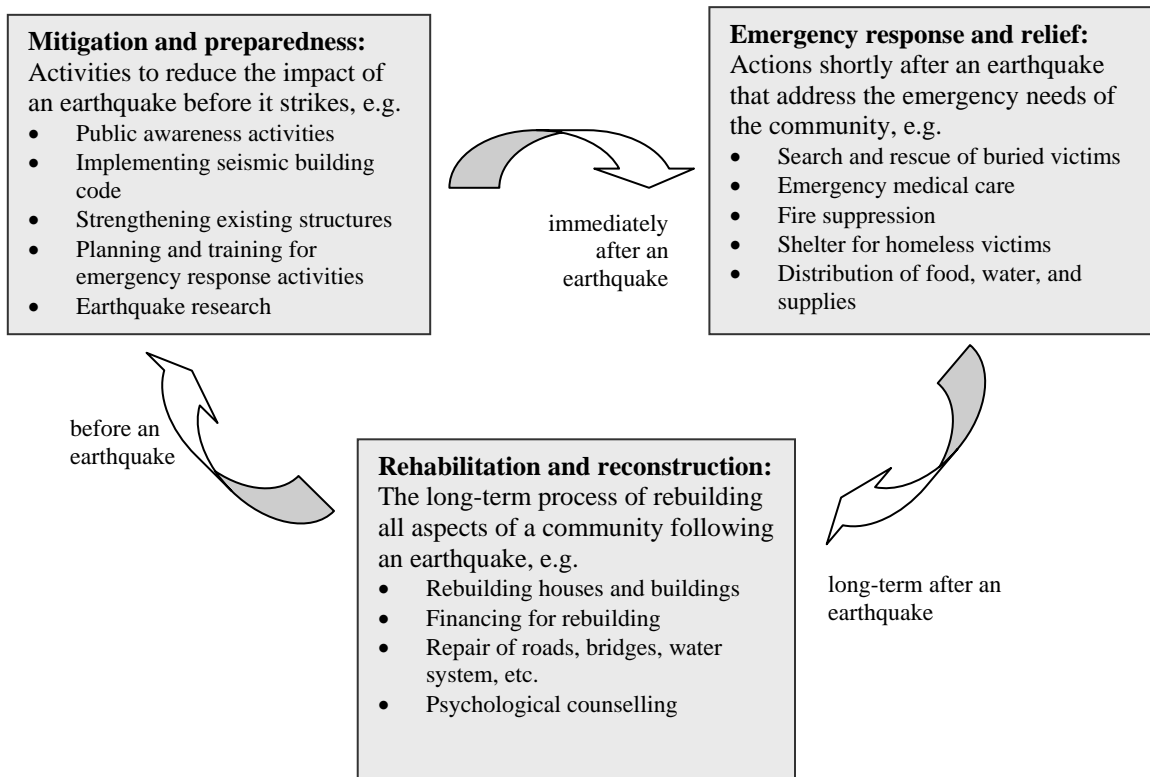 Mitigation and preparedness:
Activities to reduce the impact of
an earthquake before it strikes, e.g.
• Public awareness activities
• Implementing seismic building
code
• Strengthening existing structures
• Planning and training for
emergency response activities
• Earthquake research
immediately
after an
earthquake
Emergency response and relief:
Actions shortly after an earthquake
that address the emergency needs of
the community, e.g.
• Search and rescue of buried victims
• Emergency medical care
• Fire suppression
• Shelter for homeless victims
• Distribution of food, water, and
supplies
long-term after an
earthquake
Rehabilitation and reconstruction:
The long-term process of rebuilding
all aspects of a community following
an earthquake, e.g.
• Rebuilding houses and buildings
• Financing for rebuilding
• Repair of roads, bridges, water
system, etc.
• Psychological counselling
before an
earthquake